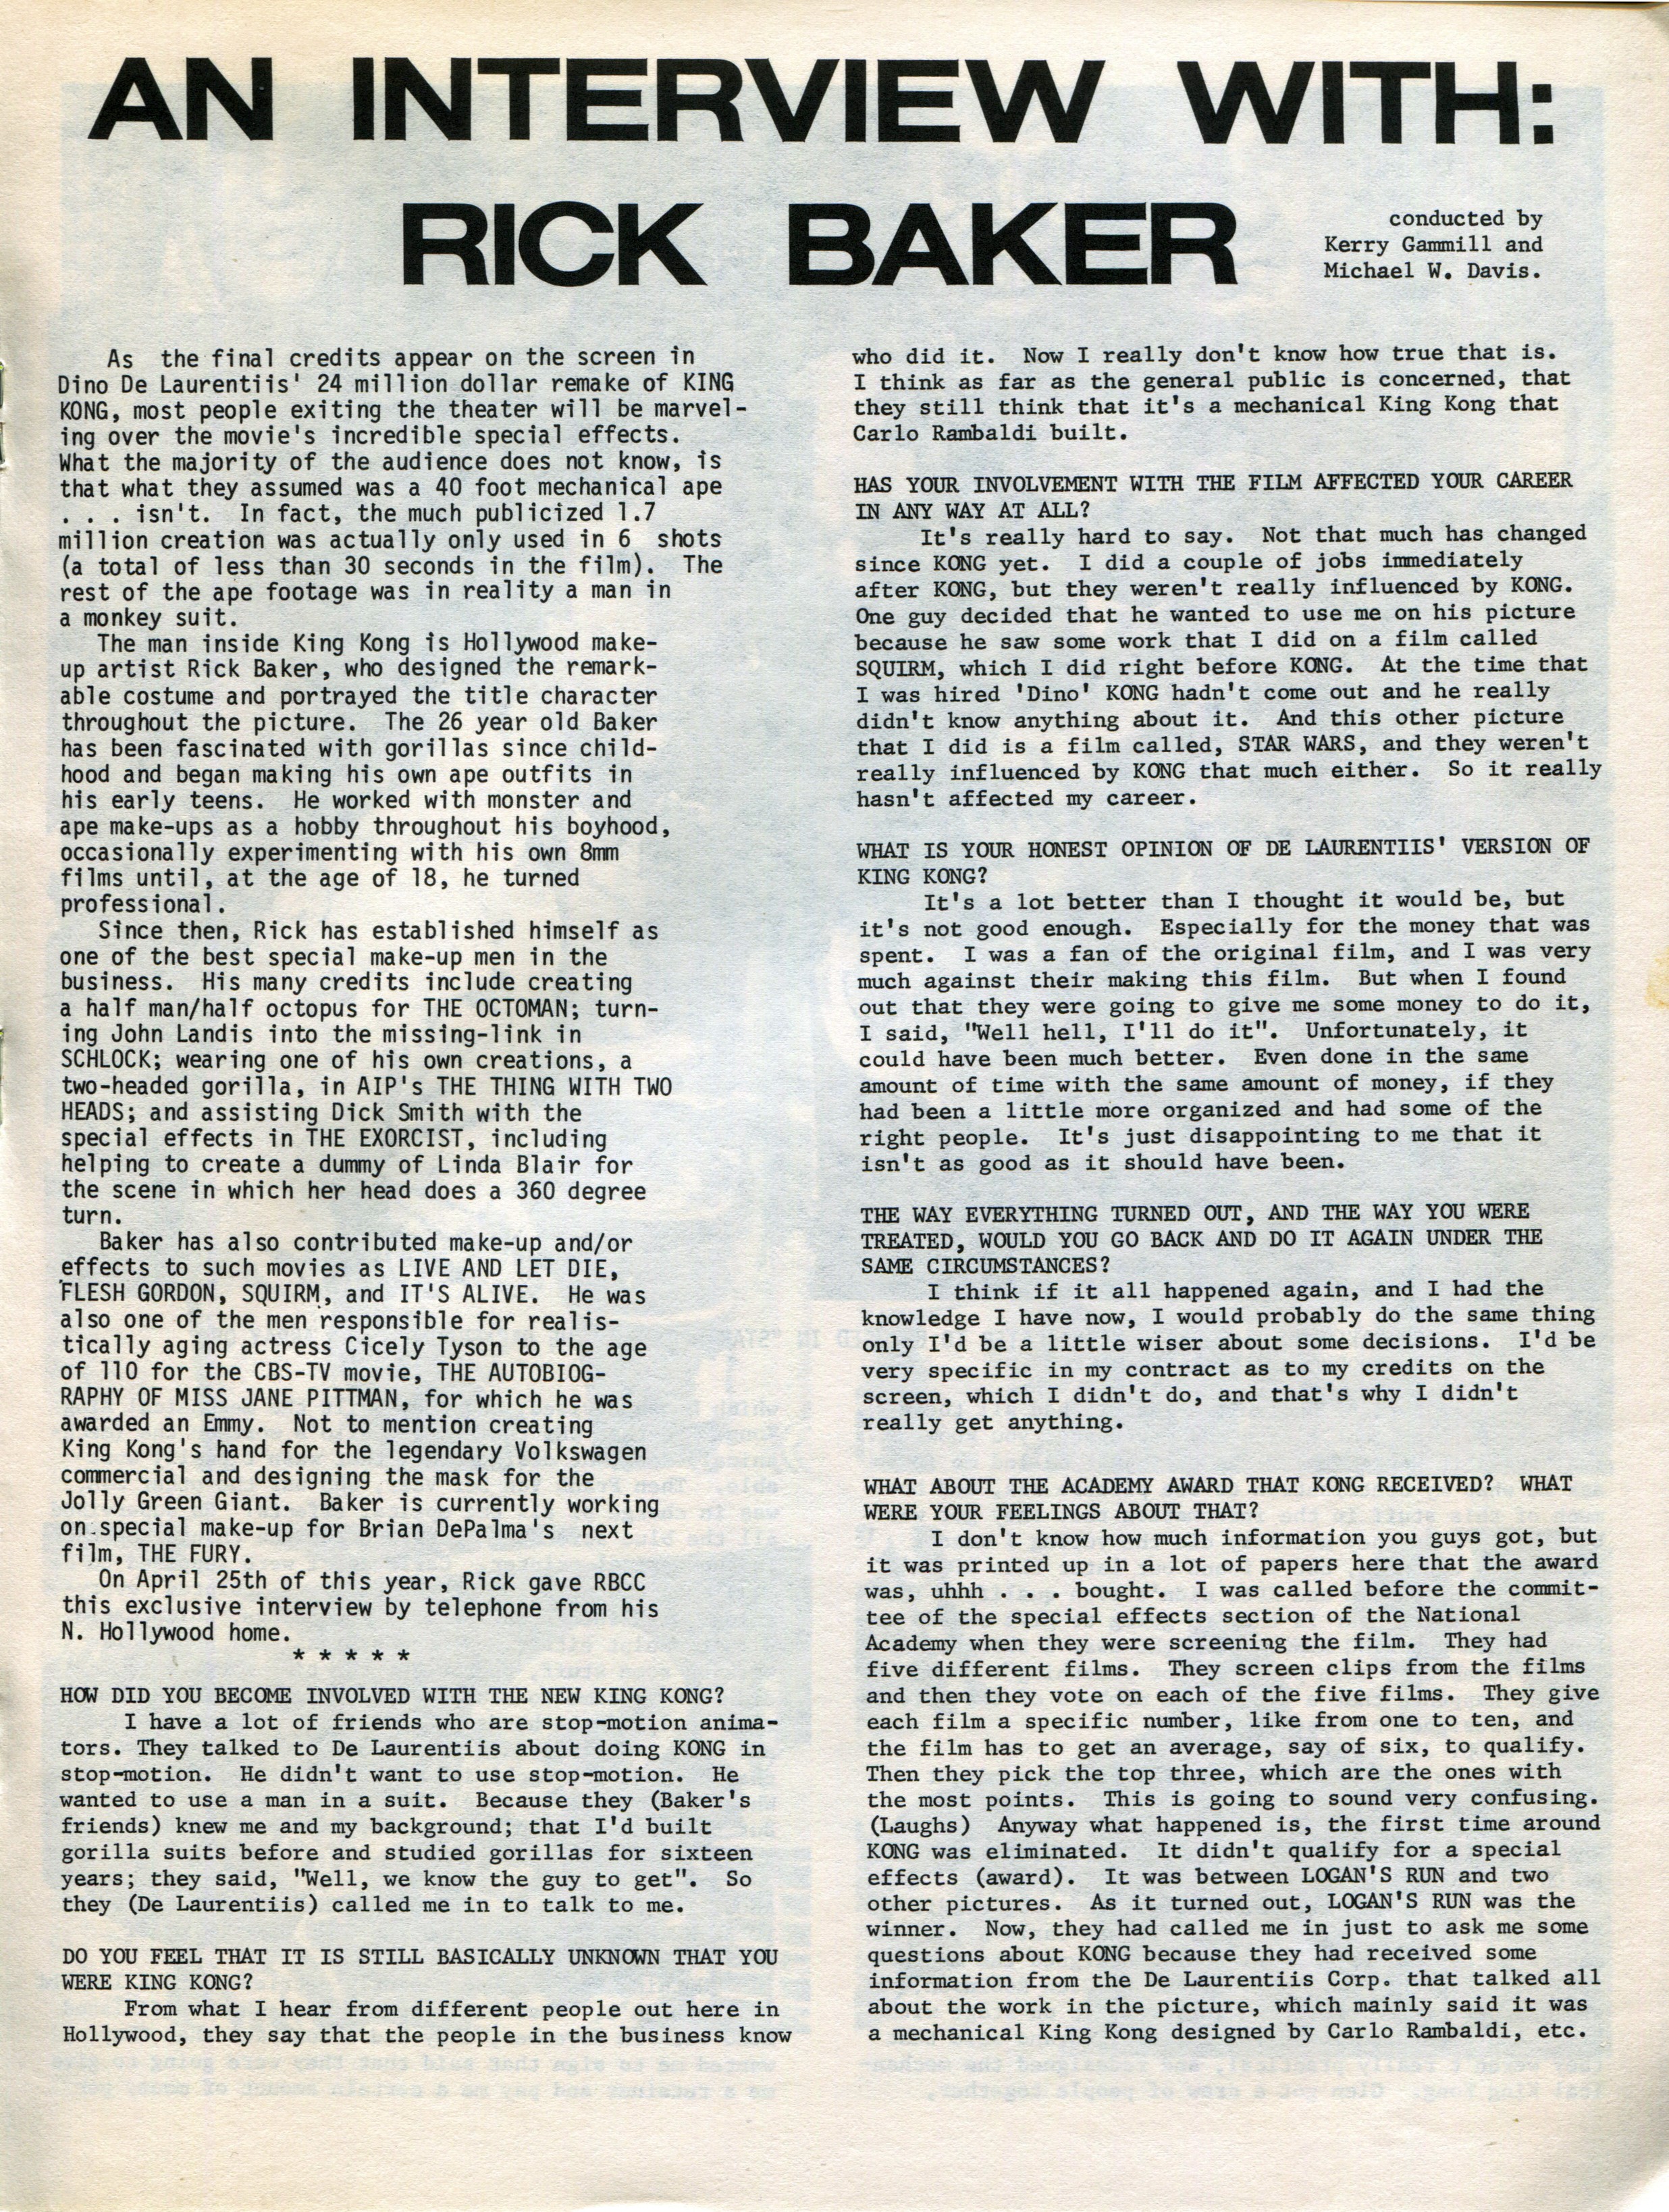 AN INTERVIEW WITH:
RICK BAKER
conducted by
Kerry Gammill and
Michael W. Davis.
As the final credits appear on the screen in
Dino De Laurentiis' 24 million dollar remake of KING
KONG, most people exiting the theater will be marvel-
ing over the movie's incredible special effects.
What the majority of the audience does not know, is
that what they assumed was a 40 foot mechanical ape
. . . isn't. In fact, the much publicized 1.7
million creation was actually only used in 6 shots
(a total of less than 30 seconds in the film). The
rest of the ape footage was in reality a man in
a monkey suit.
The man inside King Kong is Hollywood make-
up artist Rick Baker, who designed the remark-
able costume and portrayed the title character
throughout the picture. The 26 year old Baker
has been fascinated with gorillas since child-
hood and began making his own ape outfits in
his early teens. He worked with monster and
ape make-ups as a hobby throughout his boyhood,
occasionally experimenting with his own 8mm
films until, at the age of 18, he turned
professional.
Since then, Rick has established himself as
one of the best special make-up men in the
business. His many credits include creating
a half man/half octopus for THE OCTOMAN; turn-
ing John Landis into the missing-link in
SCHLOCK; wearing one of his own creations, a
two-headed gorilla, in AIP's THE THING WITH TWO
HEADS; and assisting Dick Smith with the
special effects in THE EXORCIST, including
helping to create a dummy of Linda Blair for
the scene in which her head does a 360 degree
turn.
Baker has also contributed make-up and/or
effects to such movies as LIVE AND LET DIE,
FLESH GORDON, SQUIRM, and IT'S ALIVE. He was
also one of the men responsible for realis-
tically aging actress Cicely Tyson to the age
of 110 for the CBS-TV movie, THE AUTOBIOG-
RAPHY OF MISS JANE PITTMAN, for which he was
awarded an Emmy. Not to mention creating
King Kong's hand for the legendary Volkswagen
commercial and designing the mask for the
Jolly Green Giant. Baker is currently working
on special make-up for Brian DePalma's next
film, THE FURY.
On April 25th of this year, Rick gave RBCC
this exclusive interview by telephone from his
N. Hollywood home.
* * * * *
HOW DID YOU BECOME INVOLVED WITH THE NEW KING KONG?
I have a lot of friends who are stop-motion anima-
tors. They talked to De Laurentiis about doing KONG in
stop-motion. He didn't want to use stop-motion. He
wanted to use a man in a suit. Because they (Baker's
friends) knew me and my background; that I'd built
gorilla suits before and studied gorillas for sixteen
years; they said, "Well, we know the guy to get". So
they (De Laurentiis) called me in to talk to me.
DO YOU FEEL THAT IT IS STILL BASICALLY UNKNOWN THAT YOU
WERE KING KONG?
From what I hear from different people out here in
Hollywood, they say that the people in the business know
who did it. Now I really don't know how true that is.
I think as far as the general public is concerned, that
they still think that it's a mechanical King Kong that
Carlo Rambaldi built.
HAS YOUR INVOLVEMENT WITH THE FILM AFFECTED YOUR CAREER
IN ANY WAY AT ALL?
It's really hard to say. Not that much has changed
since KONG yet. I did a couple of jobs immediately
after KONG, but they weren't really influenced by KONG.
One guy decided that he wanted to use me on his picture
because he saw some work that I did on a film called
SQUIRM, which I did right before KONG. At the time that
I was hired 'Dino' KONG hadn't come out and he really
didn't know anything about it. And this other picture
that I did is a film called, STAR WARS, and they weren't
really influenced by KONG that much either. So it really
hasn't affected my career.
WHAT IS YOUR HONEST OPINION OF DE LAURENTIIS' VERSION OF
KING KONG?
It's a lot better than I thought it would be, but
it's not good enough. Especially for the money that was
spent. I was a fan of the original film, and I was very
much against their making this film. But when I found
out that they were going to give me some money to do it,
I said, "Well hell, I'll do it". Unfortunately, it
could have been much better. Even done in the same
amount of time with the same amount of money, if they
had been a little more organized and had some of the
right people. It's just disappointing to me that it
isn't as good as it should have been.
THE WAY EVERYTHING TURNED OUT, AND THE WAY YOU WERE
TREATED, WOULD YOU GO BACK AND DO IT AGAIN UNDER THE
SAME CIRCUMSTANCES?
I think if it all happened again, and I had the
knowledge I have now, I would probably do the same thing
only I'd be a little wiser about some decisions. I'd be
very specific in my contract as to my credits on the
screen, which I didn't do, and that's why I didn't
really get anything.
WHAT ABOUT THE ACADEMY AWARD THAT KONG RECEIVED? WHAT
WERE YOUR FEELINGS ABOUT THAT?
I don't know how much information you guys got, but
it was printed up in a lot of papers here that the award
was, uhhh . . . bought. I was called before the commit-
tee of the special effects section of the National
Academy when they were screening the film. They had
five different films. They screen clips from the films
and then they vote on each of the five films. They give
each film a specific number, like from one to ten, and
the film has to get an average, say of six, to qualify.
Then they pick the top three, which are the ones with
the most points. This is going to sound very confusing.
(Laughs) Anyway what happened is, the first time around
KONG was eliminated. It didn't qualify for a special
effects (award). It was between LOGAN'S RUN and two
other pictures. As it turned out, LOGAN'S RUN was the
winner. Now, they had called me in just to ask me some
questions about KONG because they had received some
information from the De Laurentiis Corp. that talked all
about the work in the picture, which mainly said it was
a mechanical King Kong designed by Carlo Rambaldi, etc.